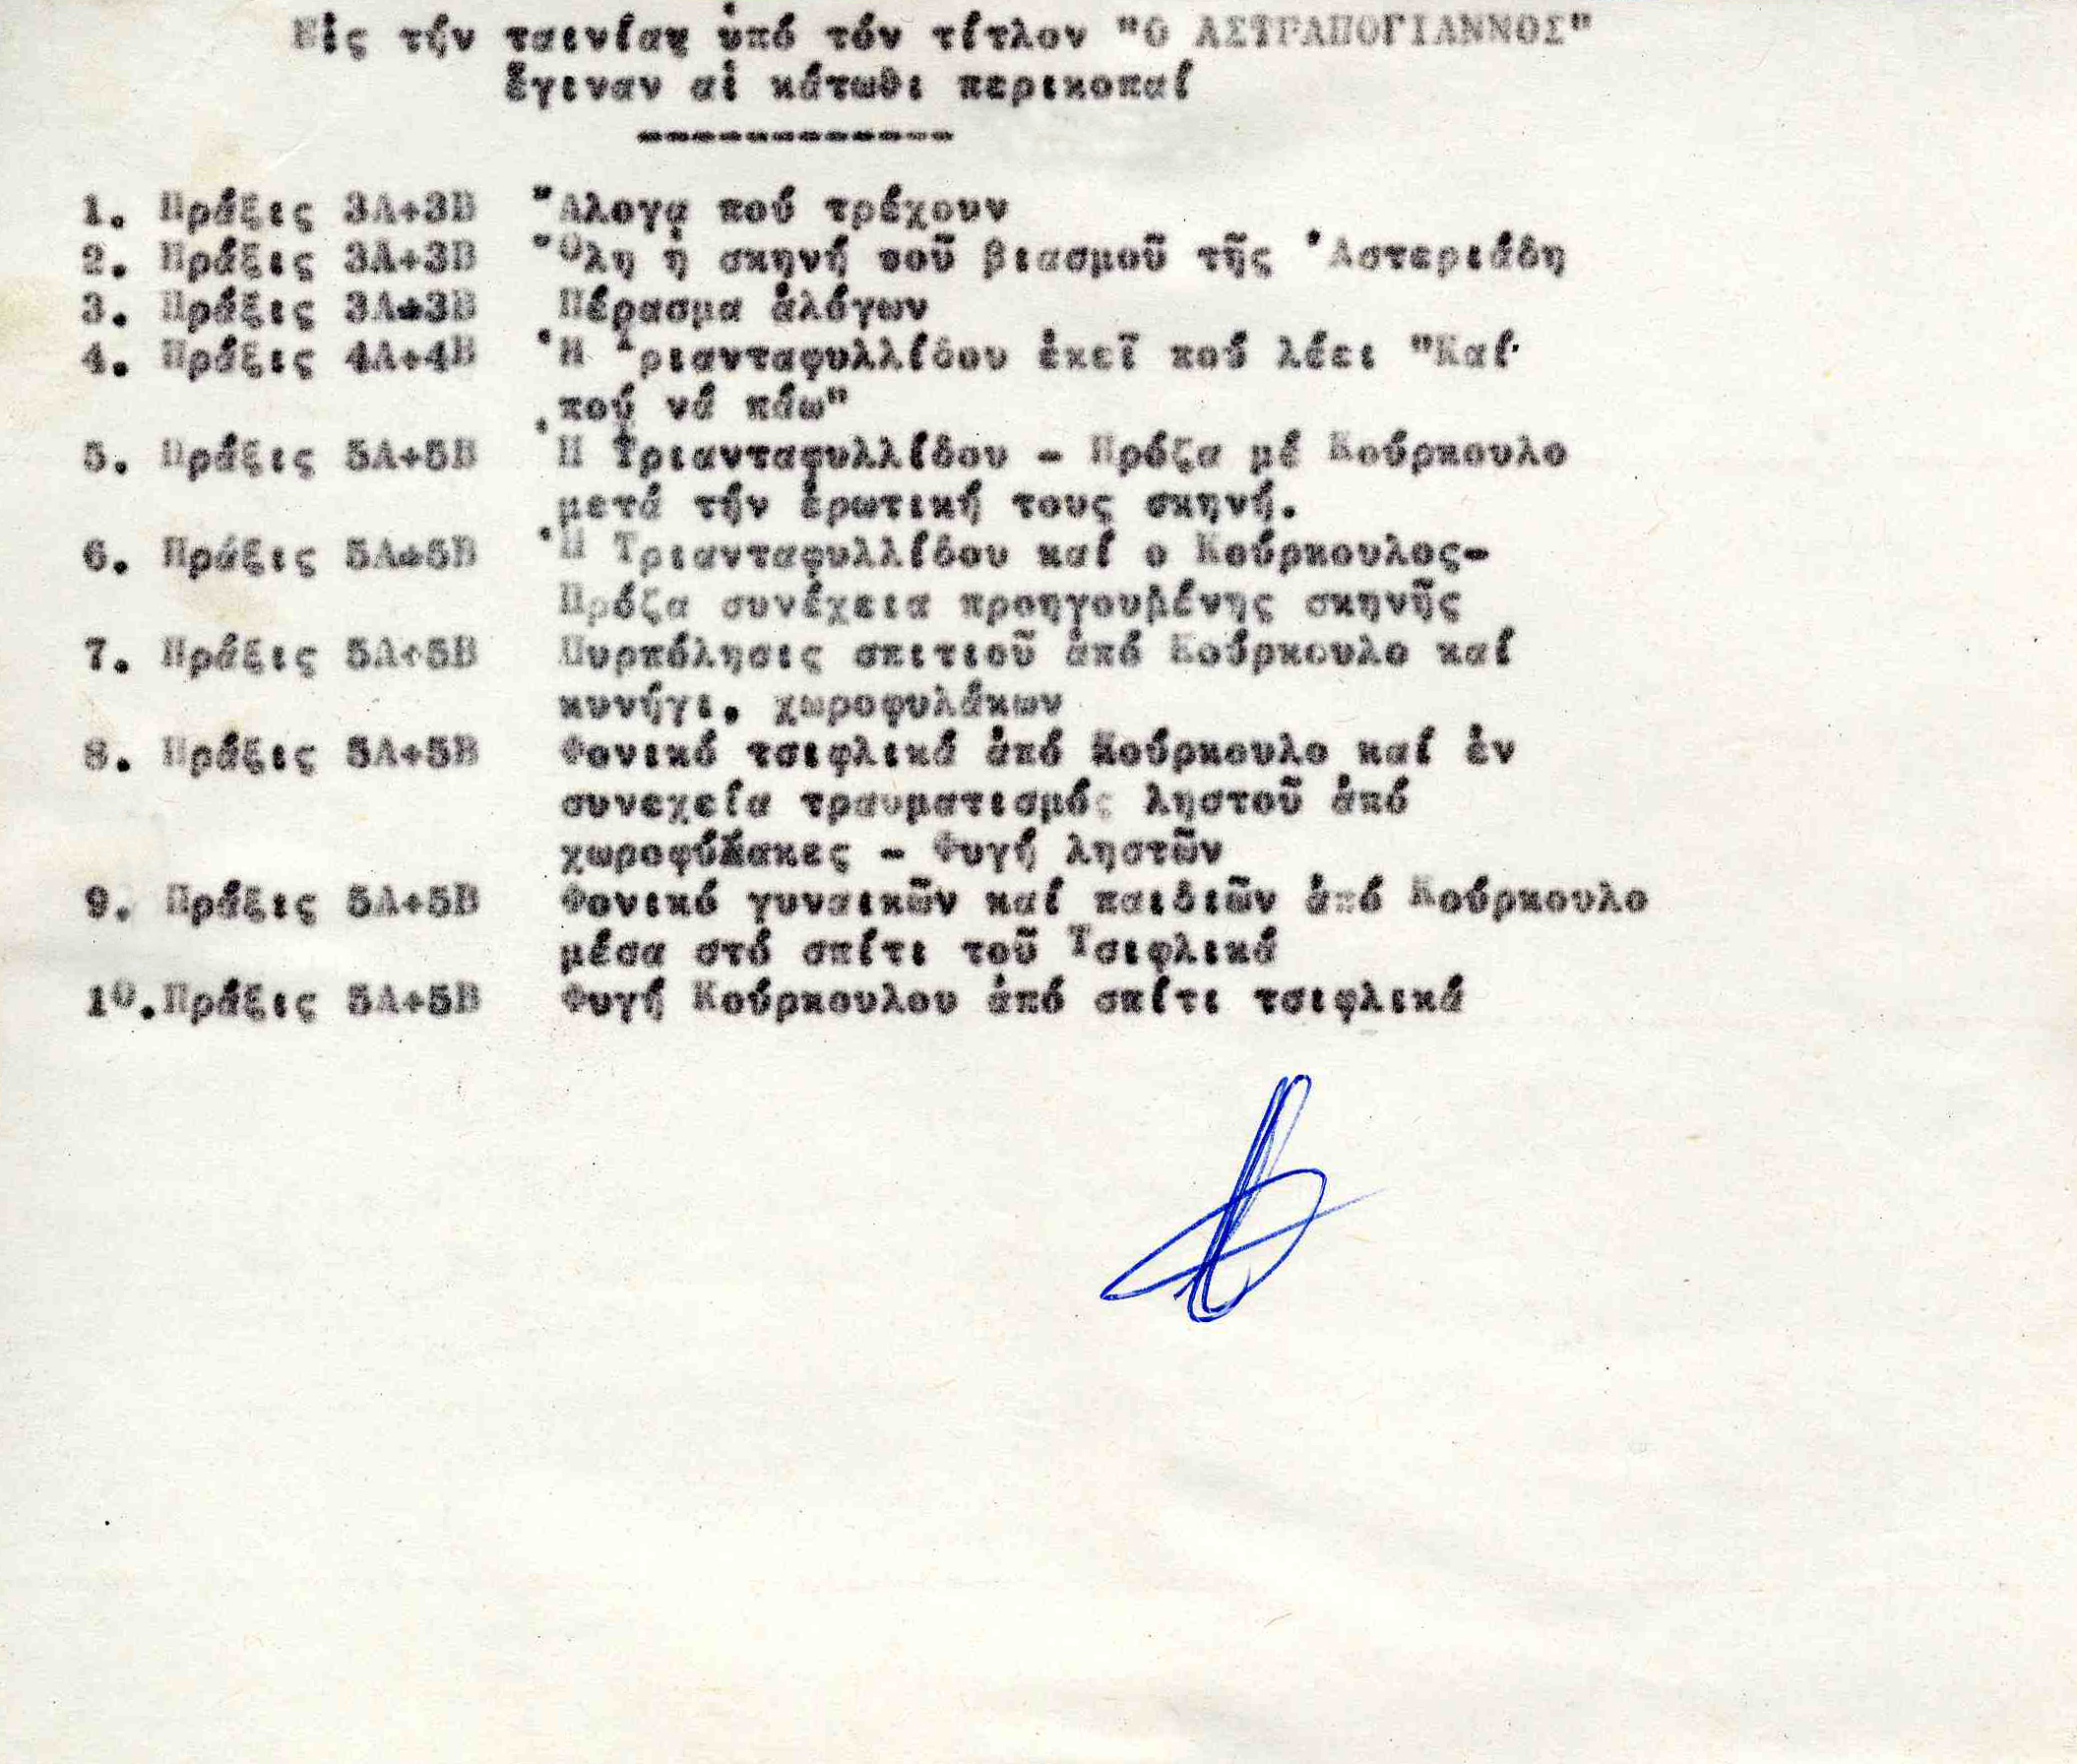 Εἰς τήν ταινίαν ὑπό τόν τίτλον "Ο ΑΣΤΡΑΠΟΓΙΑΝΝΟΣ"
ἔγιναν αἱ κάτωθι περικοπαί
-------------
1. Πράξις 3Α+3Β Ἄλογα πού τρέχουν
2. Πράξις 3Α+3Β Ὅλη ἡ σκηνή τοῦ βιασμοῦ τῆς Ἀστεριάδη
3. Πράξις 3Α+3Β Πέρασμα ἀλόγων
4. Πράξις 4Α+4Β Ἡ Τριανταφυλλίδου ἐκεῖ πού λέει "Καί
πού νά πάω"
5. Πράξις 5Α+5Β Ἡ Τριανταφυλλίδου - Πρόζα μέ Κούρκουλο
μετά τήν ἐρωτική τους σκηνή.
6. Πράξις 5Α+5Β Ἡ Τριανταφυλλίδου καί ο Κούρκουλος-
Πρόζα συνέχεια προηγουμένης σκηνῆς
7. Πράξις 5Α+5Β Πυρπόλησις σπιτιοῦ ἀπό Κούρκουλο καί
κυνήγι. χωροφυλάκων
8. Πράξις 5Α+5Β Φονικό τσιφλικά ἀπό Κούρκουλο καί ἐν
συνεχεία τραυματισμός ληστοῦ ἀπό
χωροφύλακες - Φυγή ληστῶν
9. Πράξις 5Α+5Β Φονικό γυναικῶν καί παιδιῶν ἀπό Κούρκουλο
μέσα στό σπίτι τοῦ Τσιφλικά
10. Πράξις 5Α+5Β Φυγή Κούρκουλου ἀπό σπίτι τσιφλικά